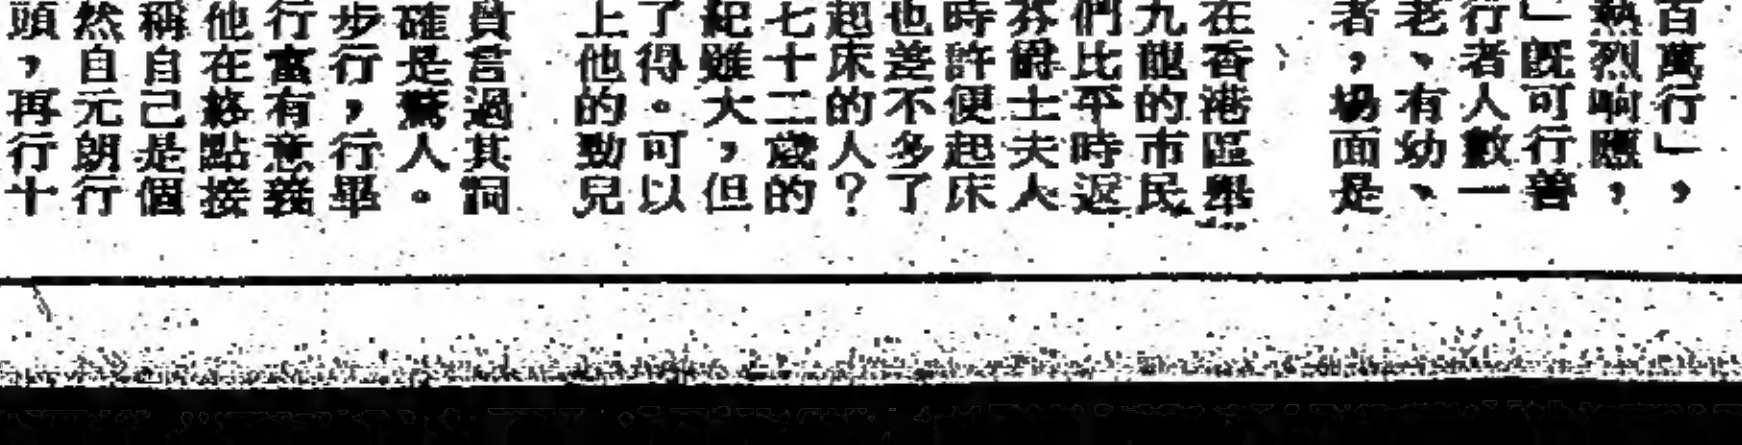 百萬行」，
熱烈响應，
」既可行善
行者人數一
老、有幼、
者，場面是
在香港區舉
九龍的市民
們比平時返
芬爵士夫人
時許便起床
也差不多了
起床的人？
七十二歲的
紀雖大，但
了得。可以
上他的勁兒
員言過其詞
確是驚人。
步行，行畢
行富有意義
他在終點接
稱自己是個
然自元朗行
頭，再行十